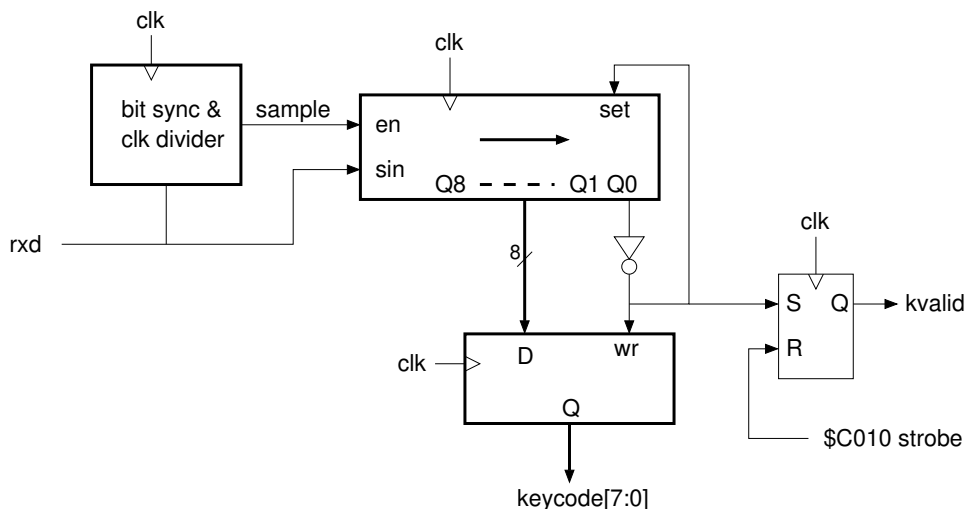 clk
clk
bit sync &
clk divider
sample
set
en
sin
Q8
Q1 Q0
rxd
8
clk
S
Q
kvalid
R
clk
D
wr
Q
$C010 strobe
keycode[7:0]